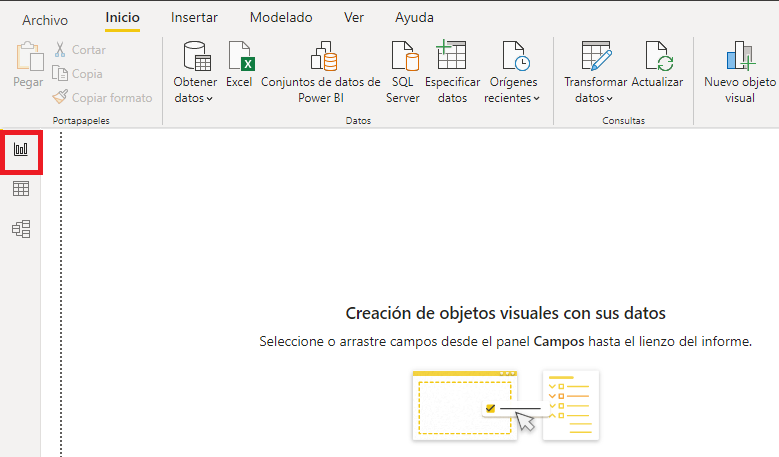 Archivo Inicio Insertar Modelado Ver Ayuda
Pegar
Cortar
Copia
Copiar formato
Portapapeles
Obtener
datos
Excel
Conjuntos de datos de
Power BI
SQL
Server
Especificar
datos
Orígenes
recientes
Datos
Transformar
datos
Actualizar
Consultas
Nuevo objeto
visual
Creación de objetos visuales con sus datos
Seleccione o arrastre campos desde el panel Campos hasta el lienzo del informe.